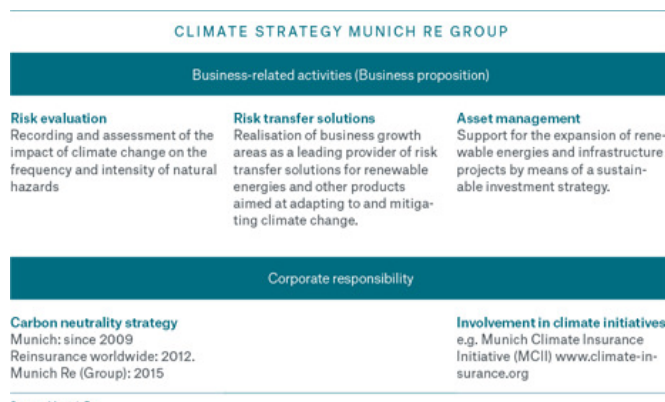 CLIMATE STRATEGY MUNICH RE GROUP
Business-related activities (Business proposition)
Risk evaluation
Recording and assessment of the
impact of climate change on the
frequency and intensity of natural
hazards
Risk transfer solutions
Realisation of business growth
areas as a leading provider of risk
transfer solutions for renewable
energies and other products
aimed at adapting to and mitiga-
ting climate change.
Asset management
Support for the expansion of rene-
wable energies and infrastructure
projects by means of a sustain-
able investment strategy.
Corporate responsibility
Carbon neutrality strategy
Munich: since 2009
Reinsurance worldwide: 2012.
Munich Re (Group): 2015
Involvement in climate initiatives
e.g. Munich Climate Insurance
Initiative (MCII) www.climate-in-
surance.org